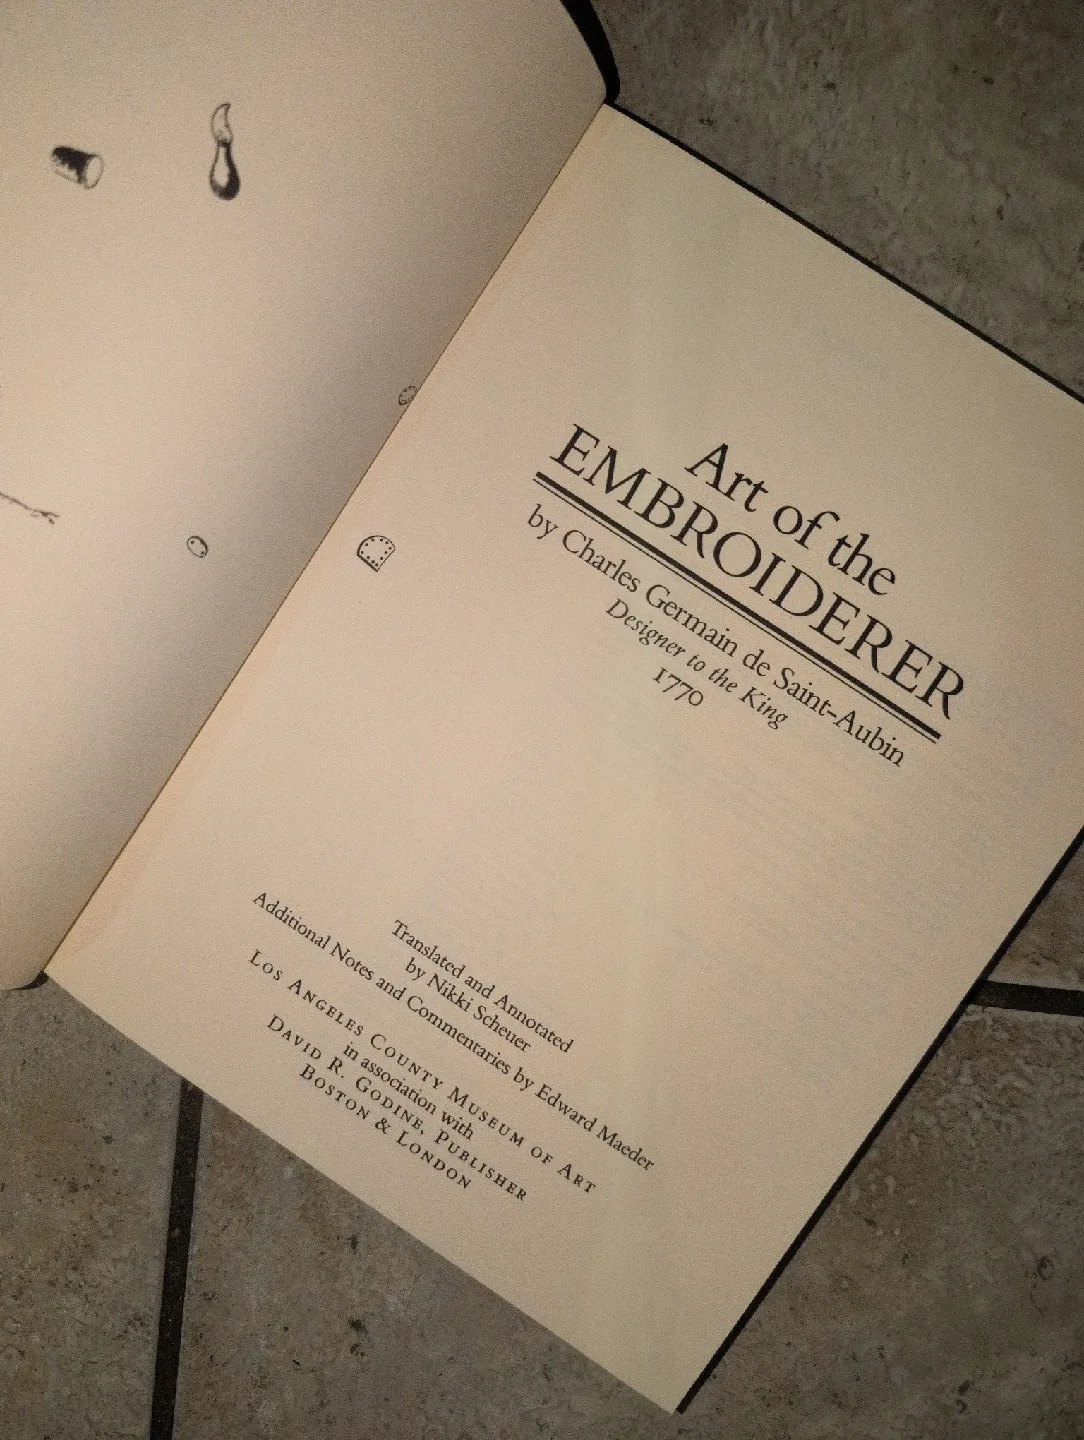 Art of the
EMBROIDERER
by Charles Germain de Saint-Aubin
Designer to the King
1770
Translated and Annotated
by Nikki Scheuer
Additional Notes and Commentaries by Edward Maeder
LOS ANGELES COUNTY MUSEUM OF ART
in association with
DAVID R. GODINE, PUBLISHER
BOSTON & LONDON